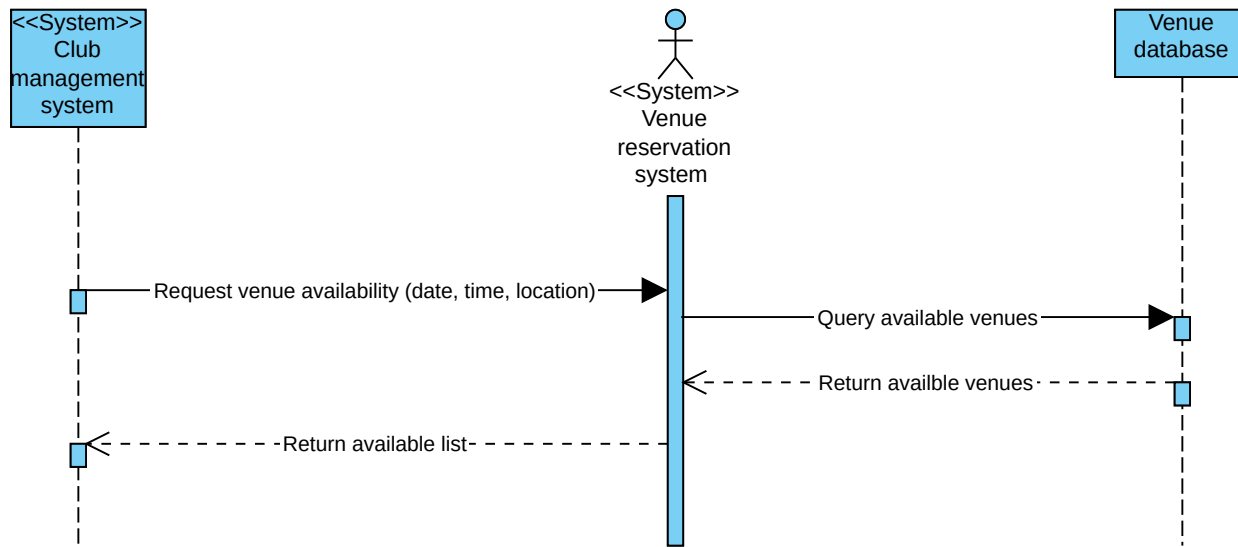 <<System>>
Club
management
system
<<System>>
Venue
reservation
system
Venue
database
Request venue availability (date, time, location)
Query available venues
Return availble venues
Return available list